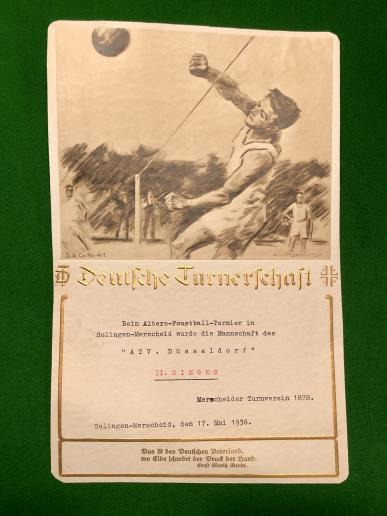 S & Co No 41
Deutsche Turnerschaft
Beim Alters-Faustball-Turnier in
Solingen-Merscheid wurde die Mannschaft des
"ATV. Düsseldorf"
II. SIEGER
Merscheider Turnverein 1878.
Solingen-Merscheid, den 17. Mai 1936.
Das ist des Deutschen Vaterland,
wo Eide schwört der Druck der Hand.
Ernst Moritz Arndt.